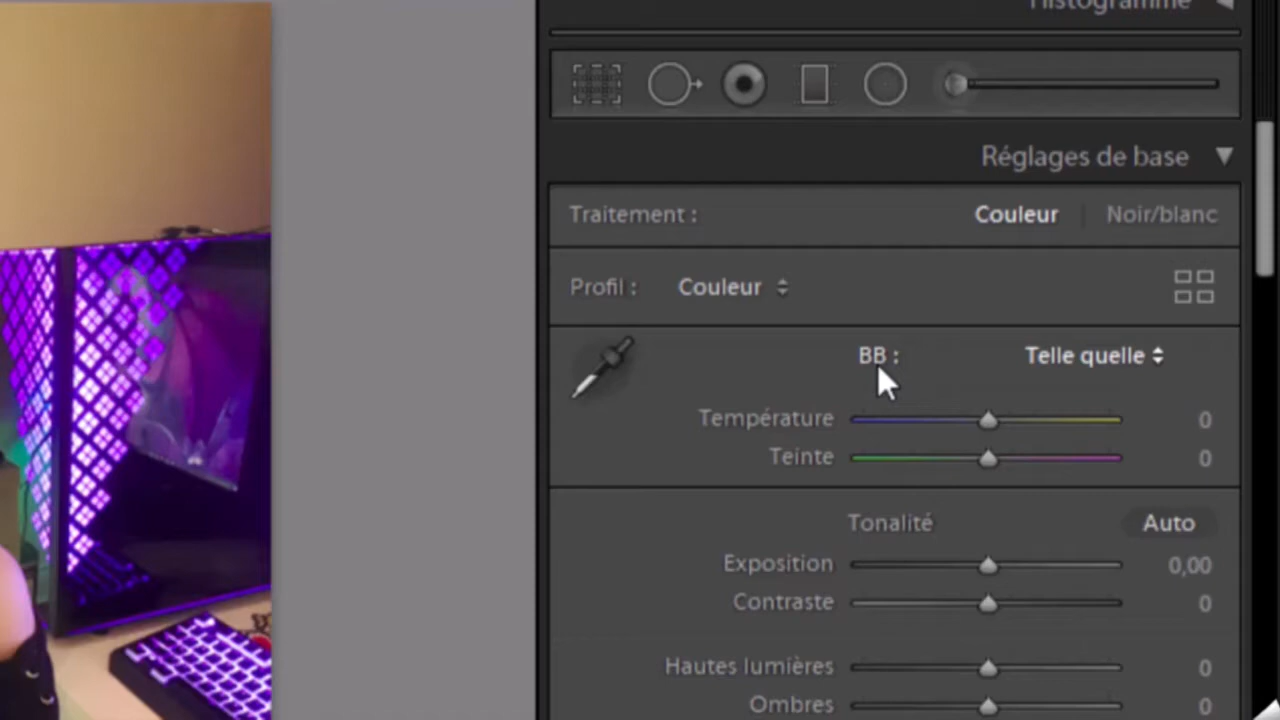 Histogramme
Réglages de base
Traitement : Couleur Noir/blanc
Profil : Couleur
BB : Telle quelle
Température 0
Teinte 0
Tonalité Auto
Exposition 0,00
Contraste 0
Hautes lumières 0
Ombres 0